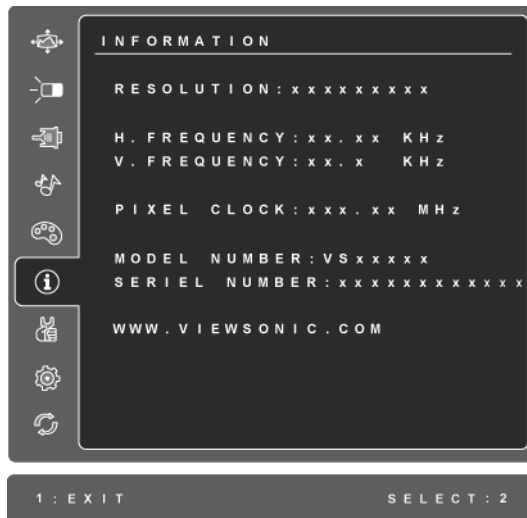 INFORMATION
RESOLUTION:xxxxxxxxx
H. FREQUENCY:xx.xx KHz
V. FREQUENCY:xx.x KHz
PIXEL CLOCK:xxx.xx MHz
MODEL NUMBER:VSxxxxx
SERIEL NUMBER:xxxxxxxxxxxx
WWW.VIEWSONIC.COM
1:EXIT SELECT:2